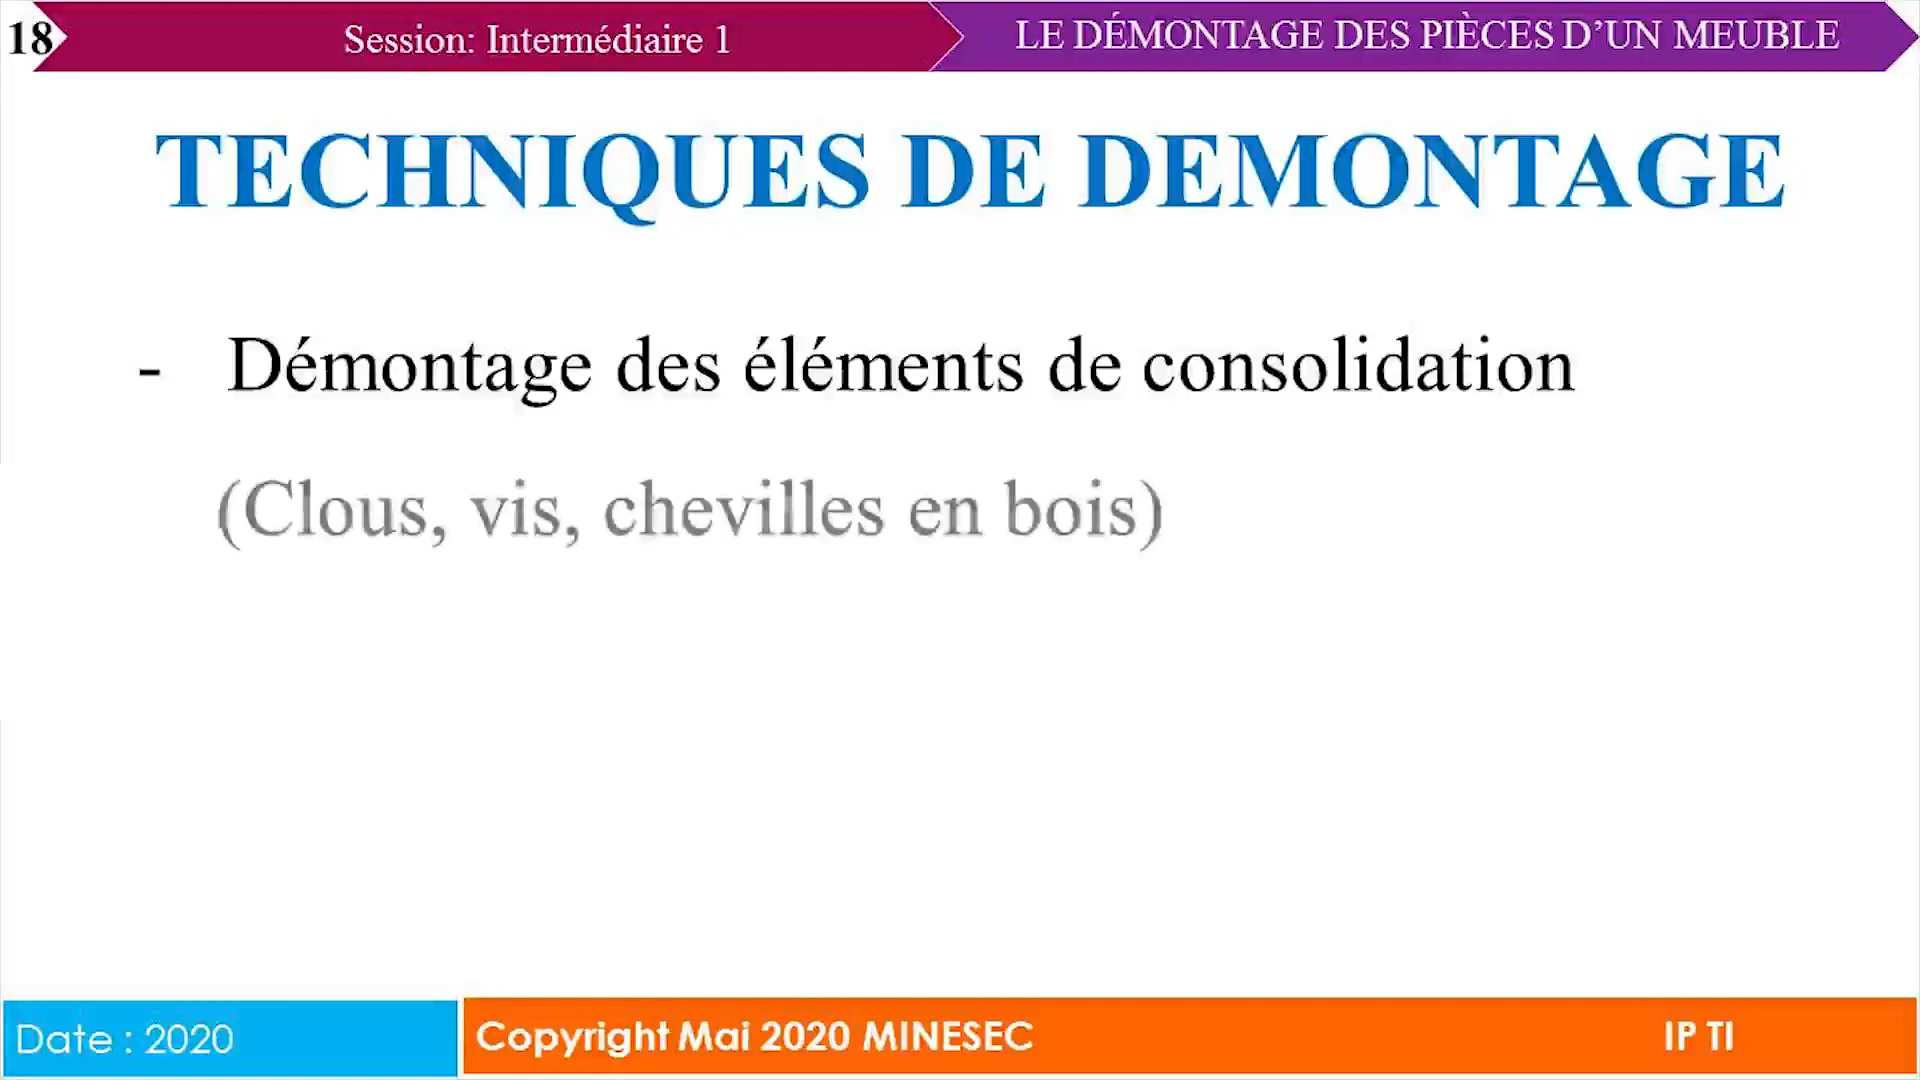 18
Session: Intermédiaire 1
LE DÉMONTAGE DES PIÈCES D’UN MEUBLE
TECHNIQUES DE DEMONTAGE
- Démontage des éléments de consolidation
(Clous, vis, chevilles en bois)
Date : 2020
Copyright Mai 2020 MINESEC
IP TI